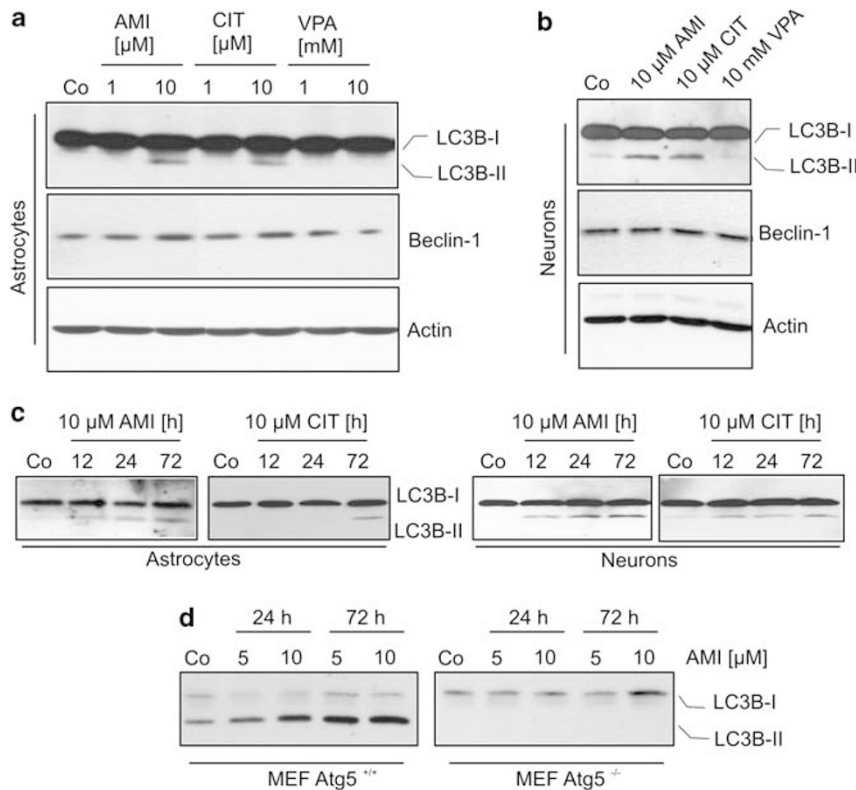 a
AMI CIT VPA
[µM] [µM] [mM]
Co 1 10 1 10 1 10
Astrocytes
LC3B-I
LC3B-II
Beclin-1
Actin
b
Co 10 µM AMI 10 µM CIT 10 mM VPA
Neurons
LC3B-I
LC3B-II
Beclin-1
Actin
c
10 µM AMI [h] 10 µM CIT [h] 10 µM AMI [h] 10 µM CIT [h]
Co 12 24 72 Co 12 24 72 Co 12 24 72 Co 12 24 72
LC3B-I
LC3B-II
Astrocytes Neurons
d
24 h 72 h 24 h 72 h
Co 5 10 5 10 Co 5 10 5 10 AMI [µM]
LC3B-I
LC3B-II
MEF Atg5 +/+ MEF Atg5 -/-